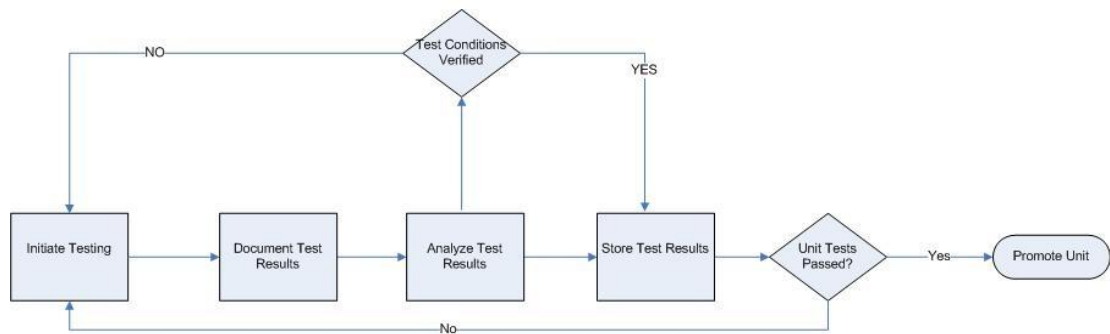 Test Conditions
Verified
NO
YES
Initiate Testing
Document Test
Results
Analyze Test
Results
Store Test Results
Unit Tests
Passed?
Yes
Promote Unit
No